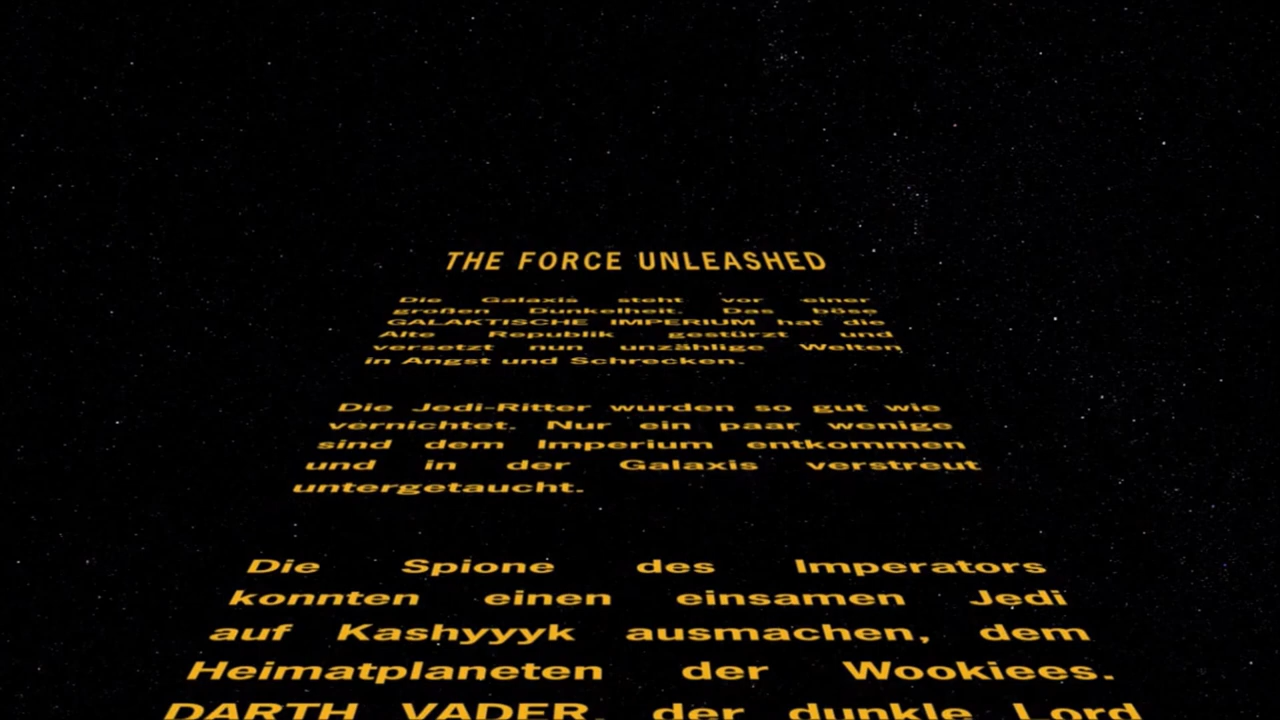 THE FORCE UNLEASHED
Die Galaxis steht vor einer
großen Dunkelheit. Das böse
GALAKTISCHE IMPERIUM hat die
Alte Republik gestürzt und
versetzt nun unzählige Welten
in Angst und Schrecken.
Die Jedi-Ritter wurden so gut wie
vernichtet. Nur ein paar wenige
sind dem Imperium entkommen
und in der Galaxis verstreut
untergetaucht.
Die Spione des Imperators
konnten einen einsamen Jedi
auf Kashyyyk ausmachen, dem
Heimatplaneten der Wookiees.
DARTH VADER, der dunkle Lord